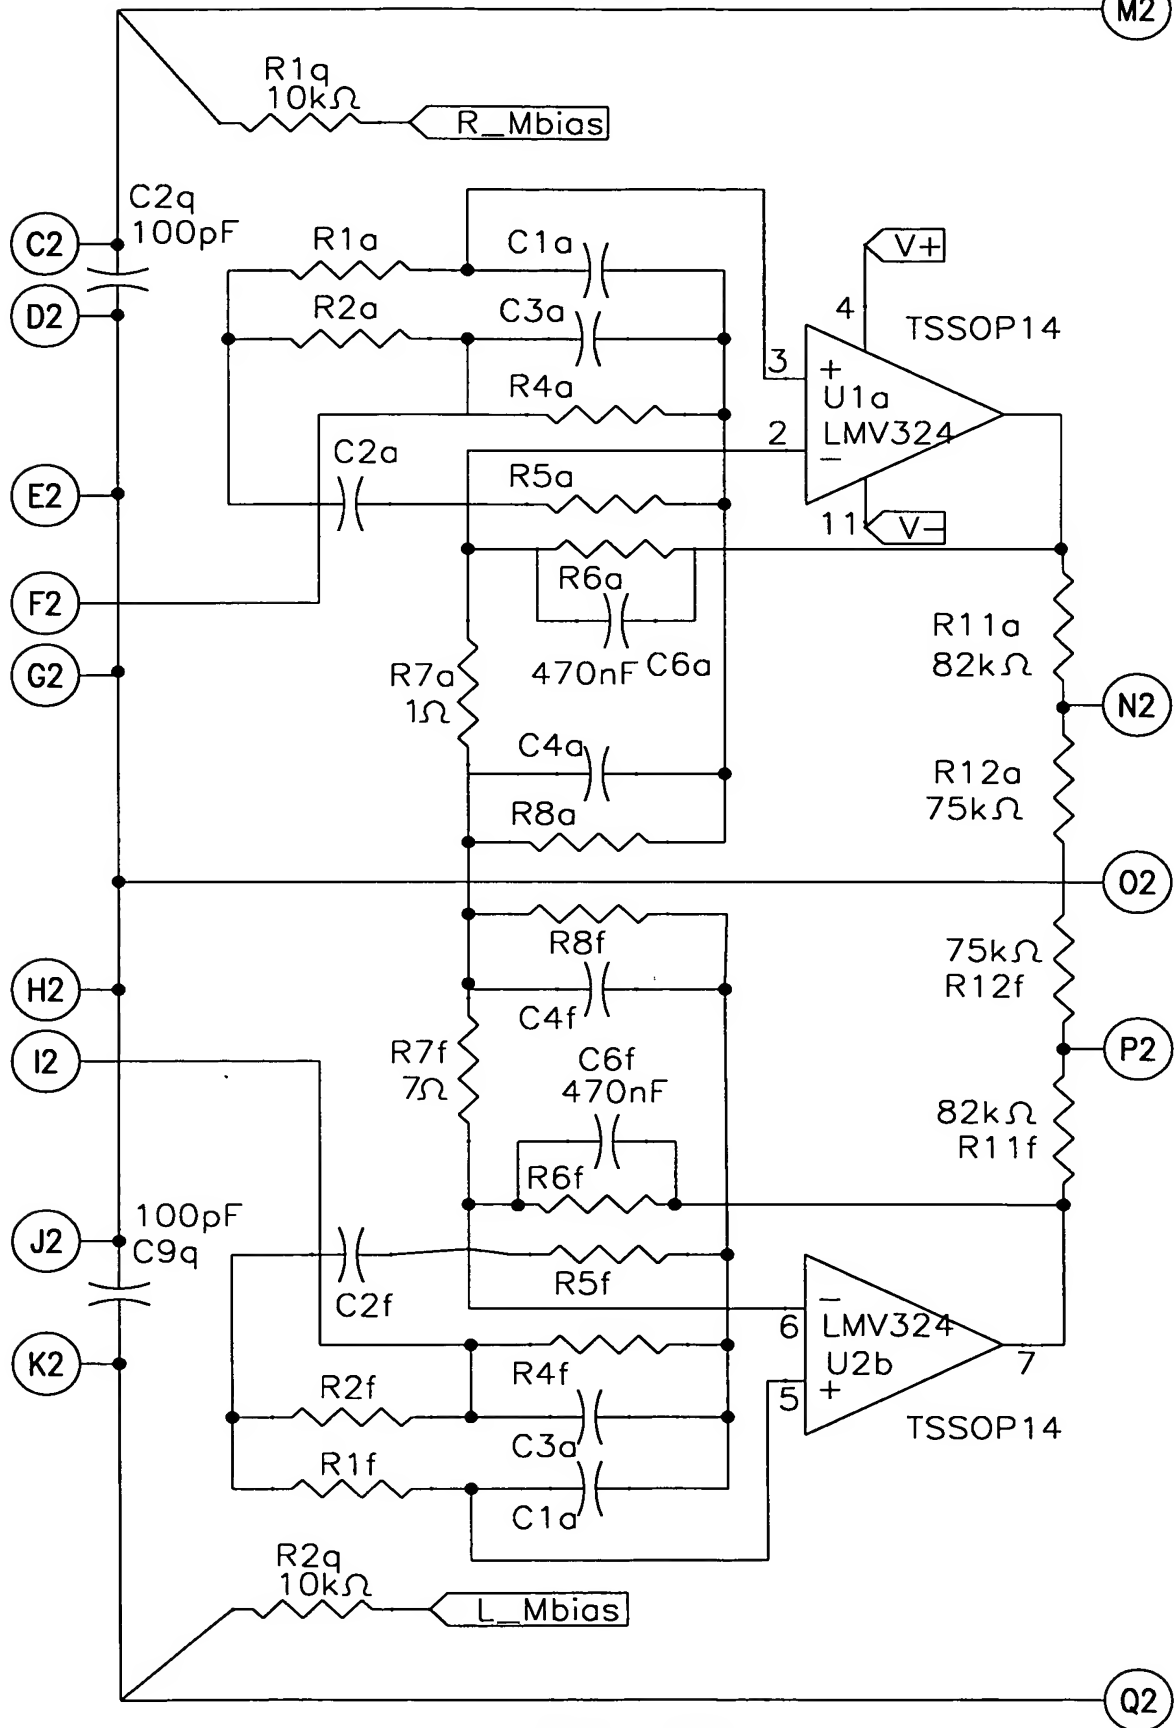 M2
R1q
10kΩ
R_Mbias
C2q
100pF
C2
D2
R1a
C1a
V+
R2a
C3a
4
TSSOP14
3
+
R4a
U1a
2
LMV324
−
C2a
E2
R5a
11
V−
R6a
F2
R11a
82kΩ
G2
R7a
1Ω
470nF
C6a
N2
C4a
R12a
75kΩ
R8a
O2
R8f
75kΩ
R12f
H2
C4f
I2
R7f
7Ω
C6f
470nF
P2
82kΩ
R11f
R6f
J2
100pF
C9q
R5f
C2f
−
6
LMV324
K2
U2b
7
R4f
R2f
5
+
C3a
TSSOP14
R1f
C1a
R2q
10kΩ
L_Mbias
Q2